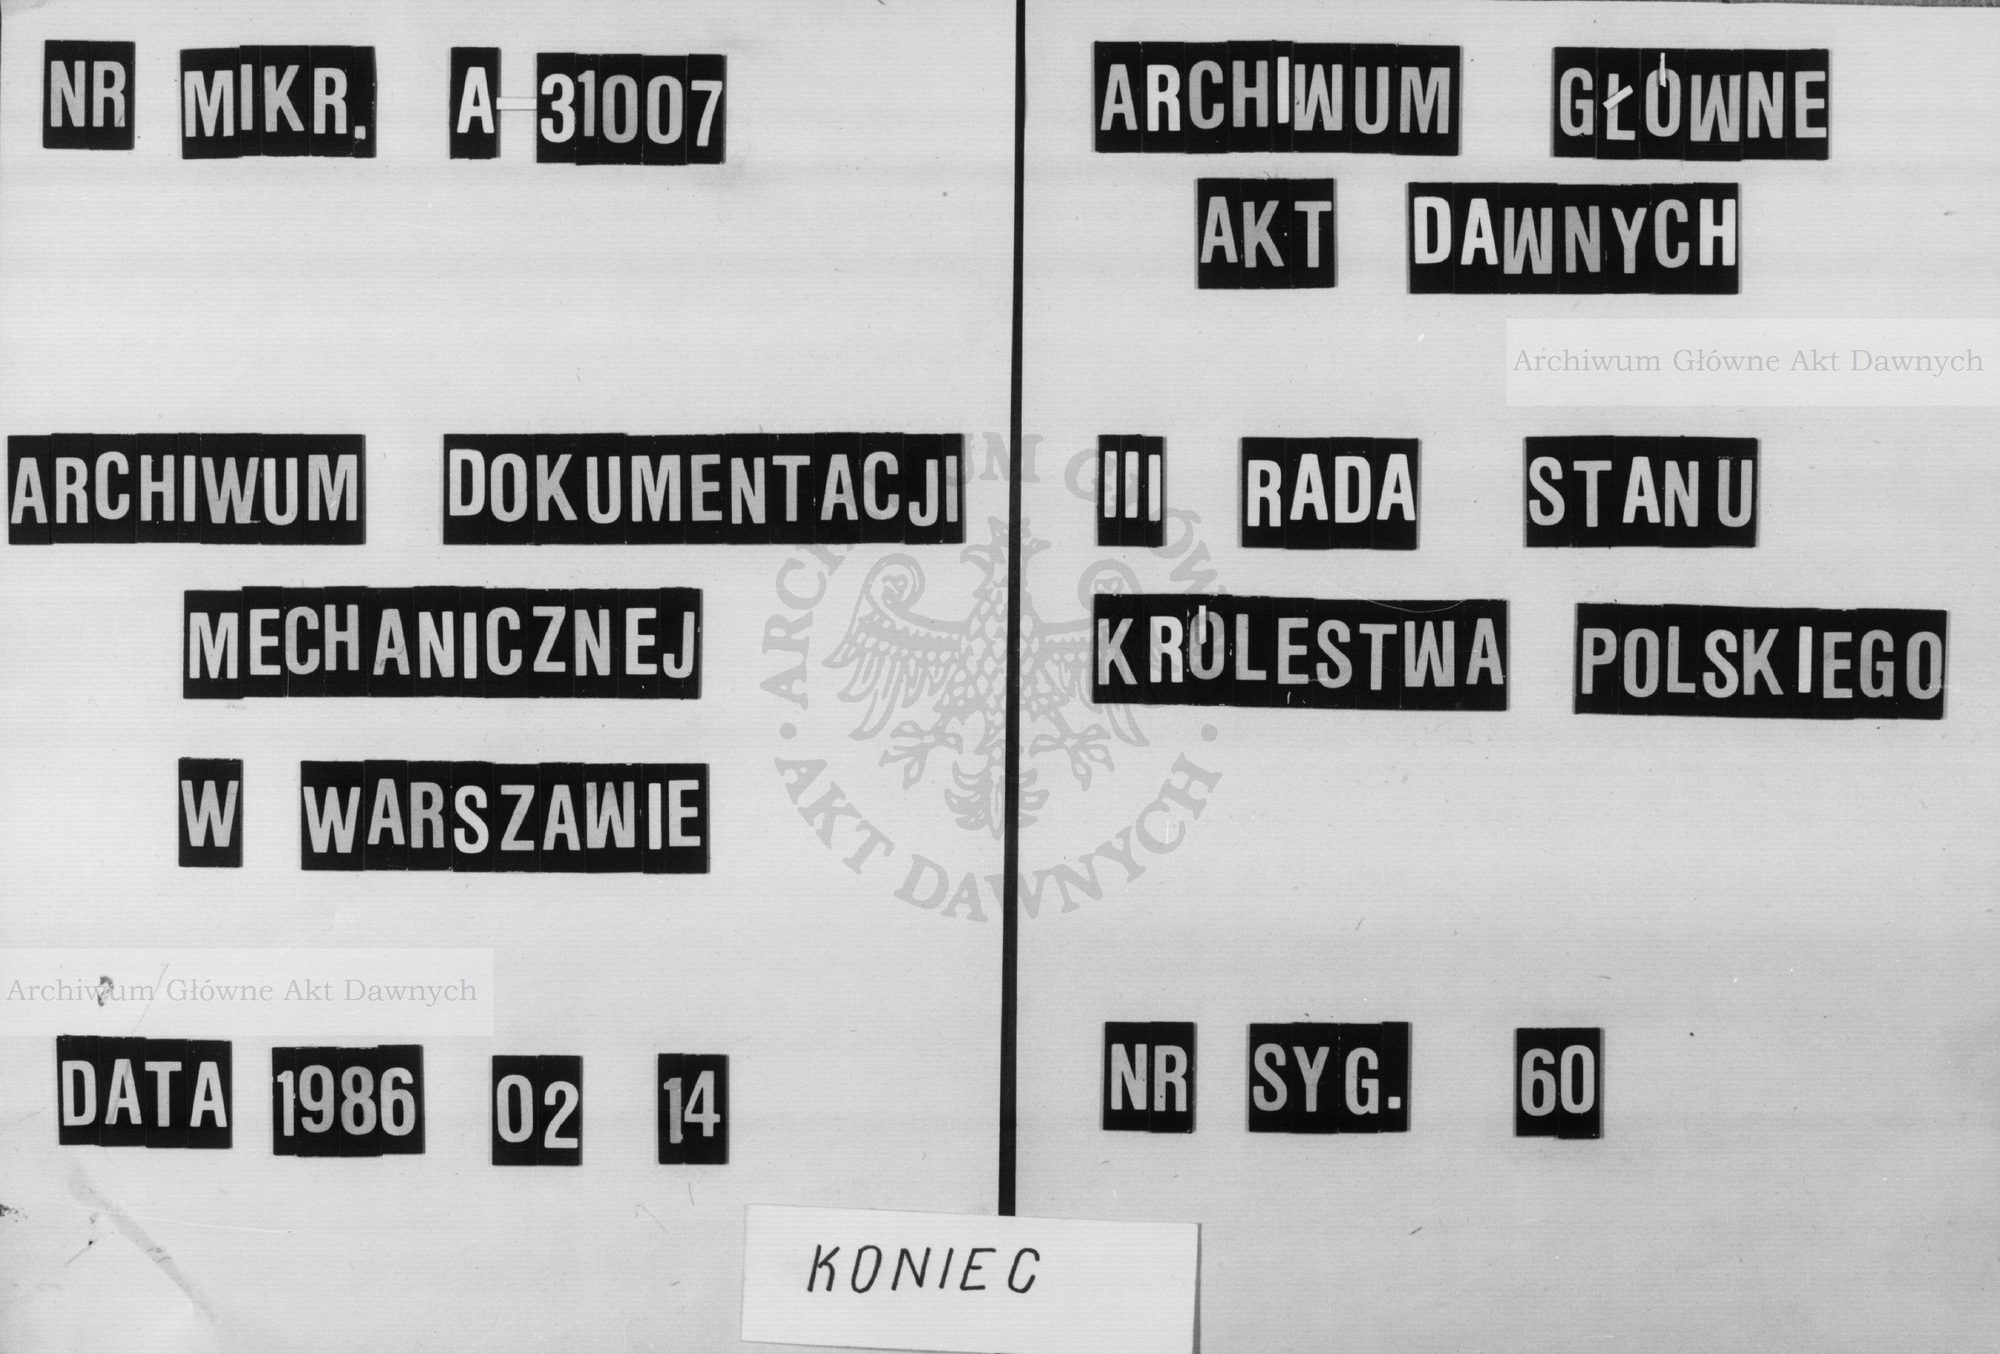 NR MIKR. A-31007
ARCHIWUM DOKUMENTACJI
MECHANICZNEJ
W WARSZAWIE
DATA 1986 02 14
ARCHIWUM GŁÓWNE
AKT DAWNYCH
III RADA STANU
KRÓLESTWA POLSKIEGO
NR SYG. 60
KONIEC
Archiwum Główne Akt Dawnych
Archiwum Główne Akt Dawnych
ARCHIWUM GŁÓWNE
AKT DAWNYCH